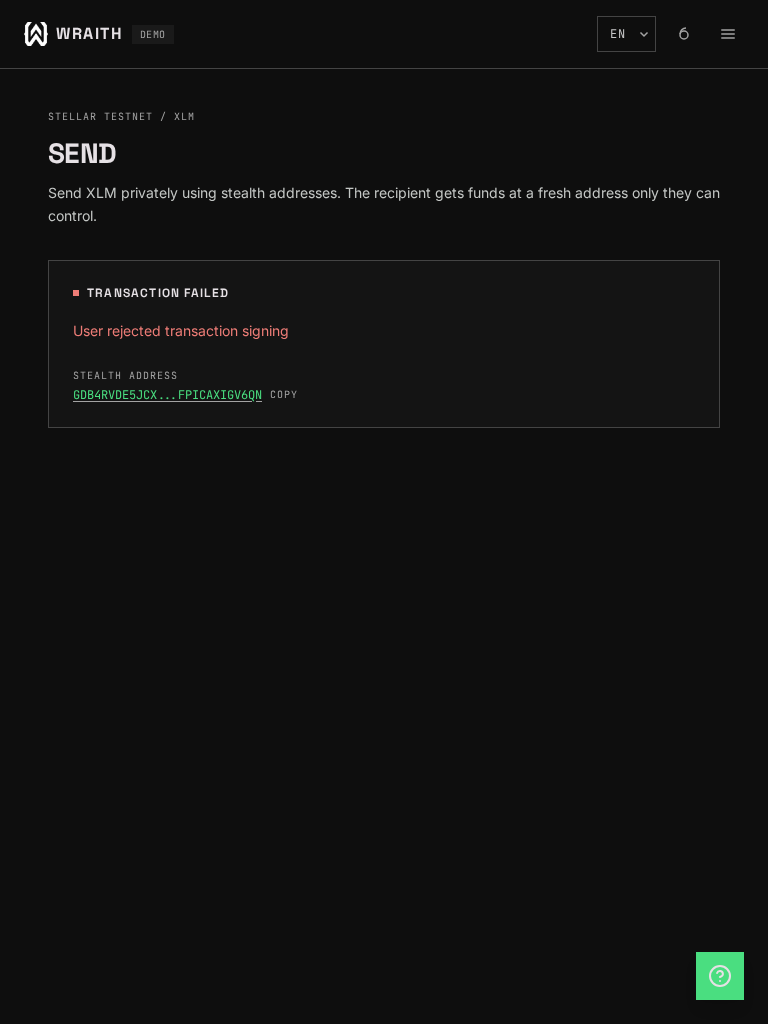 WRAITH DEMO EN
STELLAR TESTNET / XLM
SEND
Send XLM privately using stealth addresses. The recipient gets funds at a fresh address only they can
control.
TRANSACTION FAILED
User rejected transaction signing
STEALTH ADDRESS
GDB4RVDE5JCX...FPICAXIGV6QN COPY